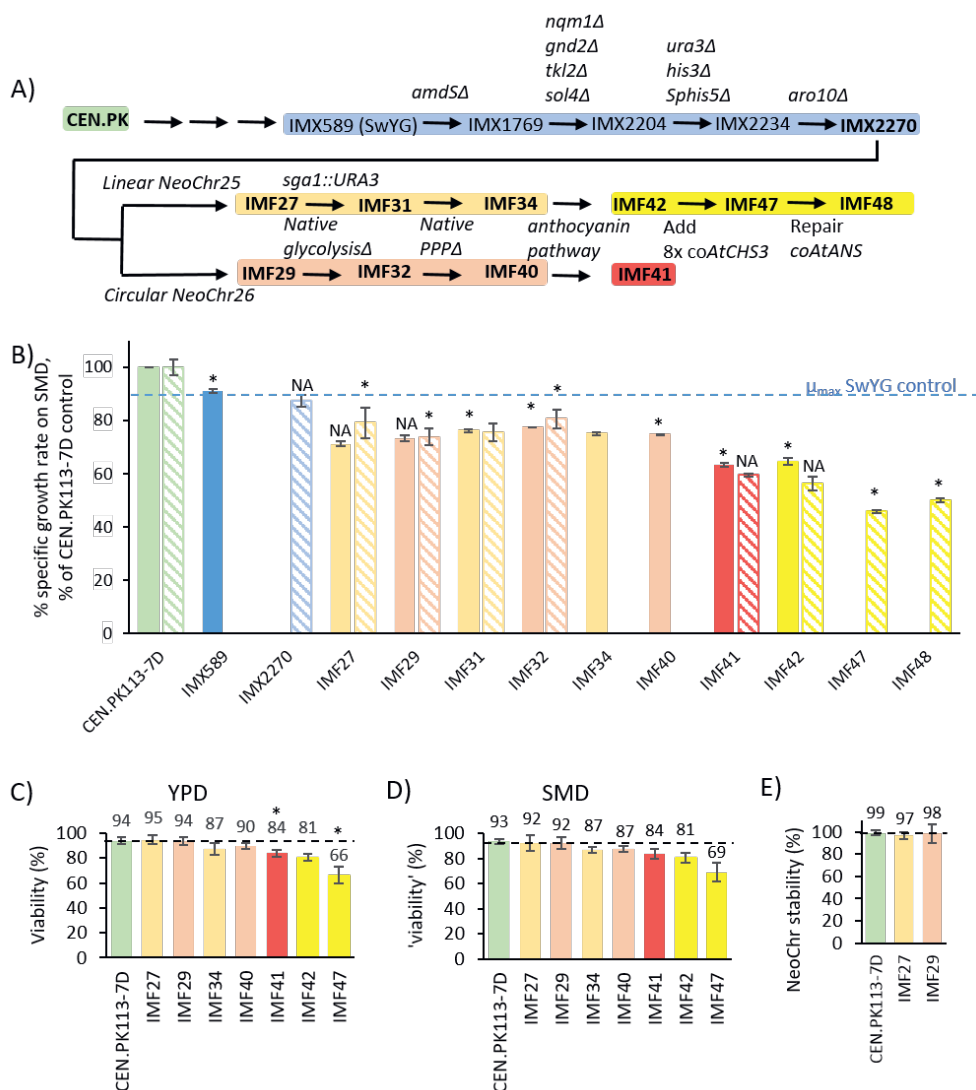 A)
CEN.PK
amdSΔ
nqm1Δ
gnd2Δ
tkl2Δ
sol4Δ
ura3Δ
his3Δ
Sphis5Δ
aro10Δ
IMX589 (SwYG) IMX1769 IMX2204 IMX2234 IMX2270
Linear NeoChr25
sga1::URA3
IMF27 IMF31 IMF34 IMF42 IMF47 IMF48
Native
glycolysisΔ
Native
PPPΔ
anthocyanin
pathway
Add
8x coAtCHS3
Repair
coAtANS
IMF29 IMF32 IMF40 IMF41
Circular NeoChr26
B)
% specific growth rate on SMD,
% of CEN.PK113-7D control
100
80
60
40
20
0
* NA NA * NA * * * * * NA * NA * *
μmax SwYG control
CEN.PK113-7D
IMX589
IMX2270
IMF27
IMF29
IMF31
IMF32
IMF34
IMF40
IMF41
IMF42
IMF47
IMF48
C)
YPD
Viability (%)
100
80
60
40
20
0
94 95 94 87 90 84 81 66
* *
CEN.PK113-7D
IMF27
IMF29
IMF34
IMF40
IMF41
IMF42
IMF47
D)
SMD
'viability' (%)
100
80
60
40
20
0
93 92 92 87 87 84 81 69
CEN.PK113-7D
IMF27
IMF29
IMF34
IMF40
IMF41
IMF42
IMF47
E)
NeoChr stability (%)
100
80
60
40
20
0
99 97 98
CEN.PK113-7D
IMF27
IMF29